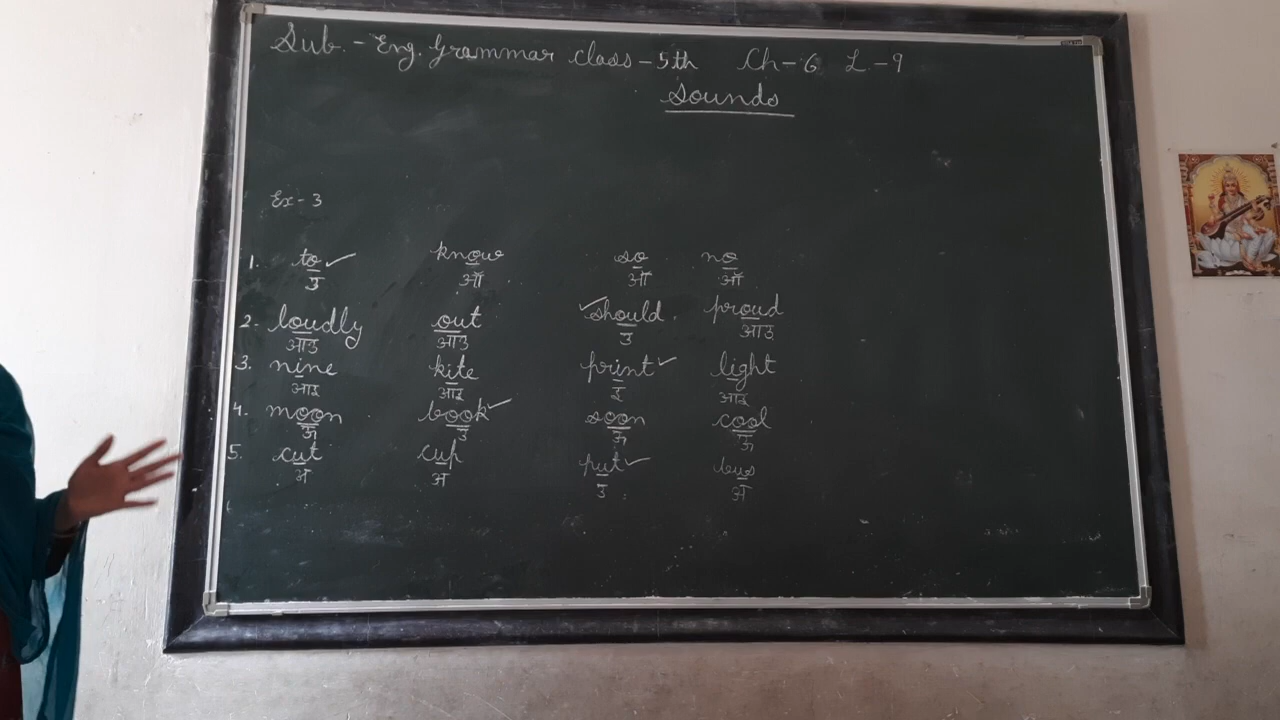 Sub. - Eng. Grammar class - 5th Ch - 6 L - 9
Sounds
Ex - 3
1. to ✓ know so no
उ ऑ ऑ ऑ
2. loudly out ✓should. proud
आउ आउ उ आउ
3. nine kite print ✓ light
आइ आइ इ आइ
4. moon book ✓ soon cool
ऊ उ ऊ ऊ
5. cut cup put ✓ bus
अ अ उ अ